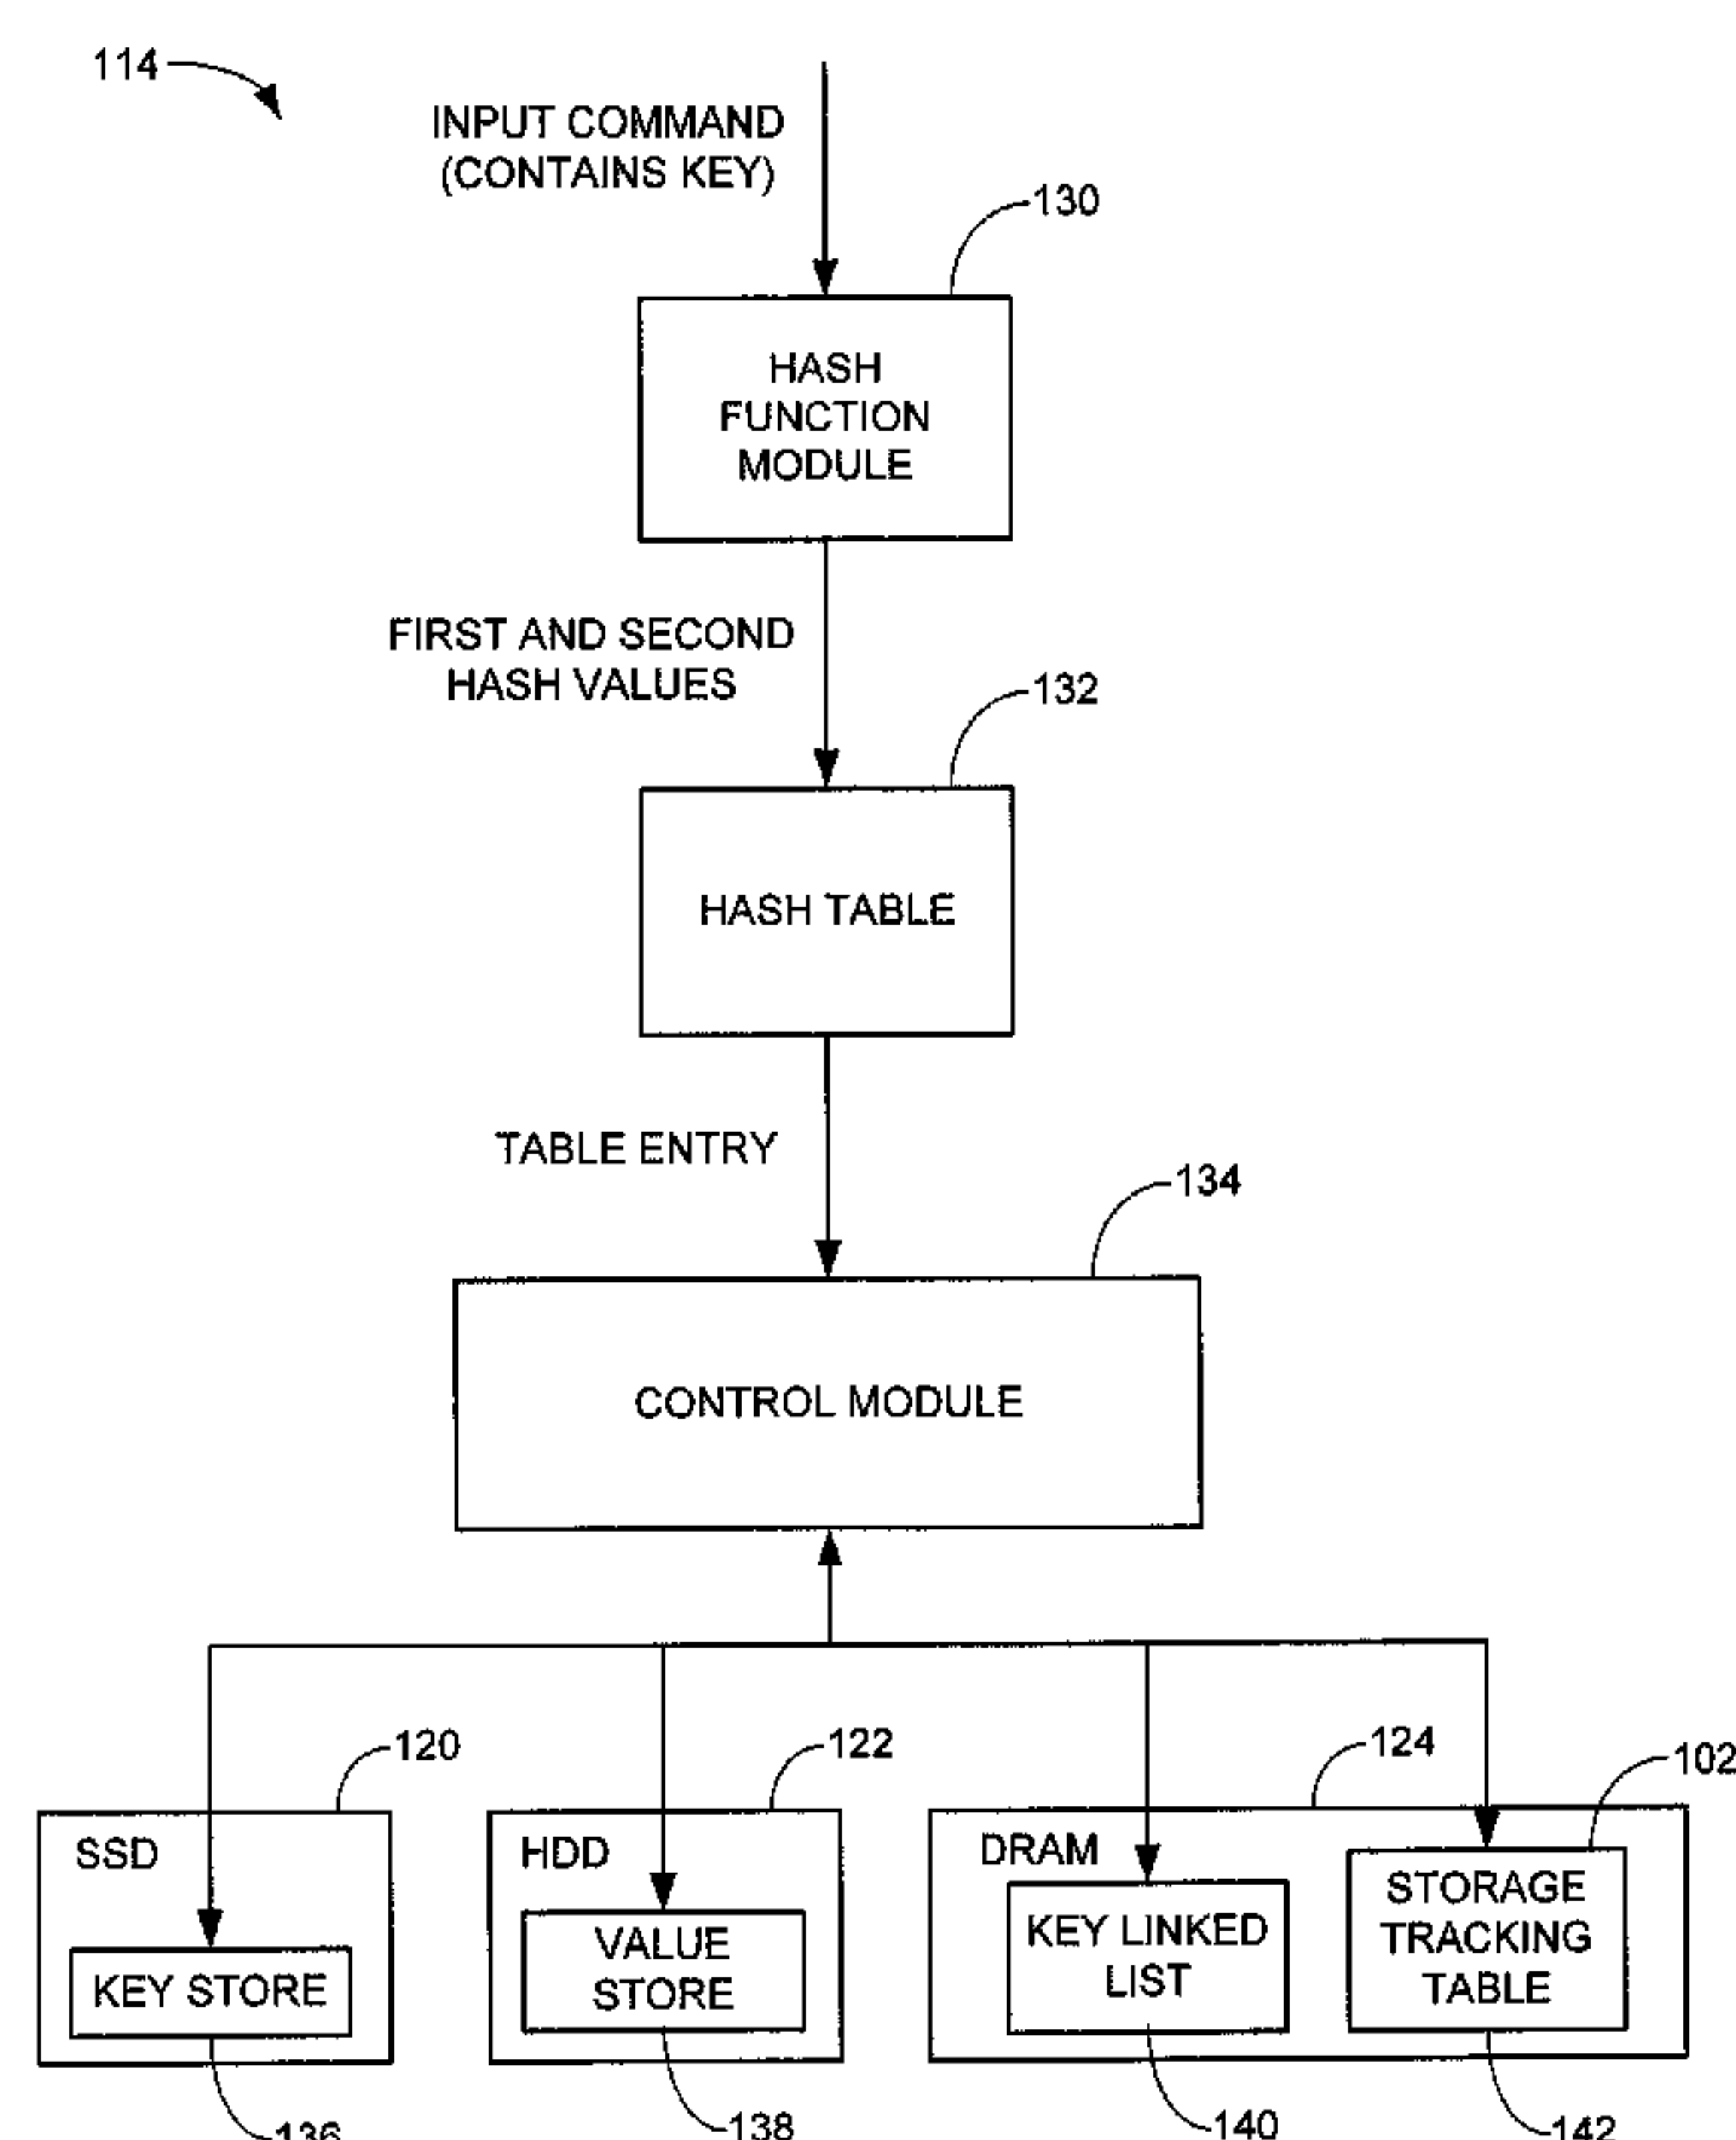 114
INPUT COMMAND
(CONTAINS KEY)
130
HASH
FUNCTION
MODULE
FIRST AND SECOND
HASH VALUES
132
HASH TABLE
TABLE ENTRY
134
CONTROL MODULE
120
122
124
102
SSD
HDD
DRAM
KEY STORE
VALUE
STORE
KEY LINKED
LIST
STORAGE
TRACKING
TABLE
136
138
140
142